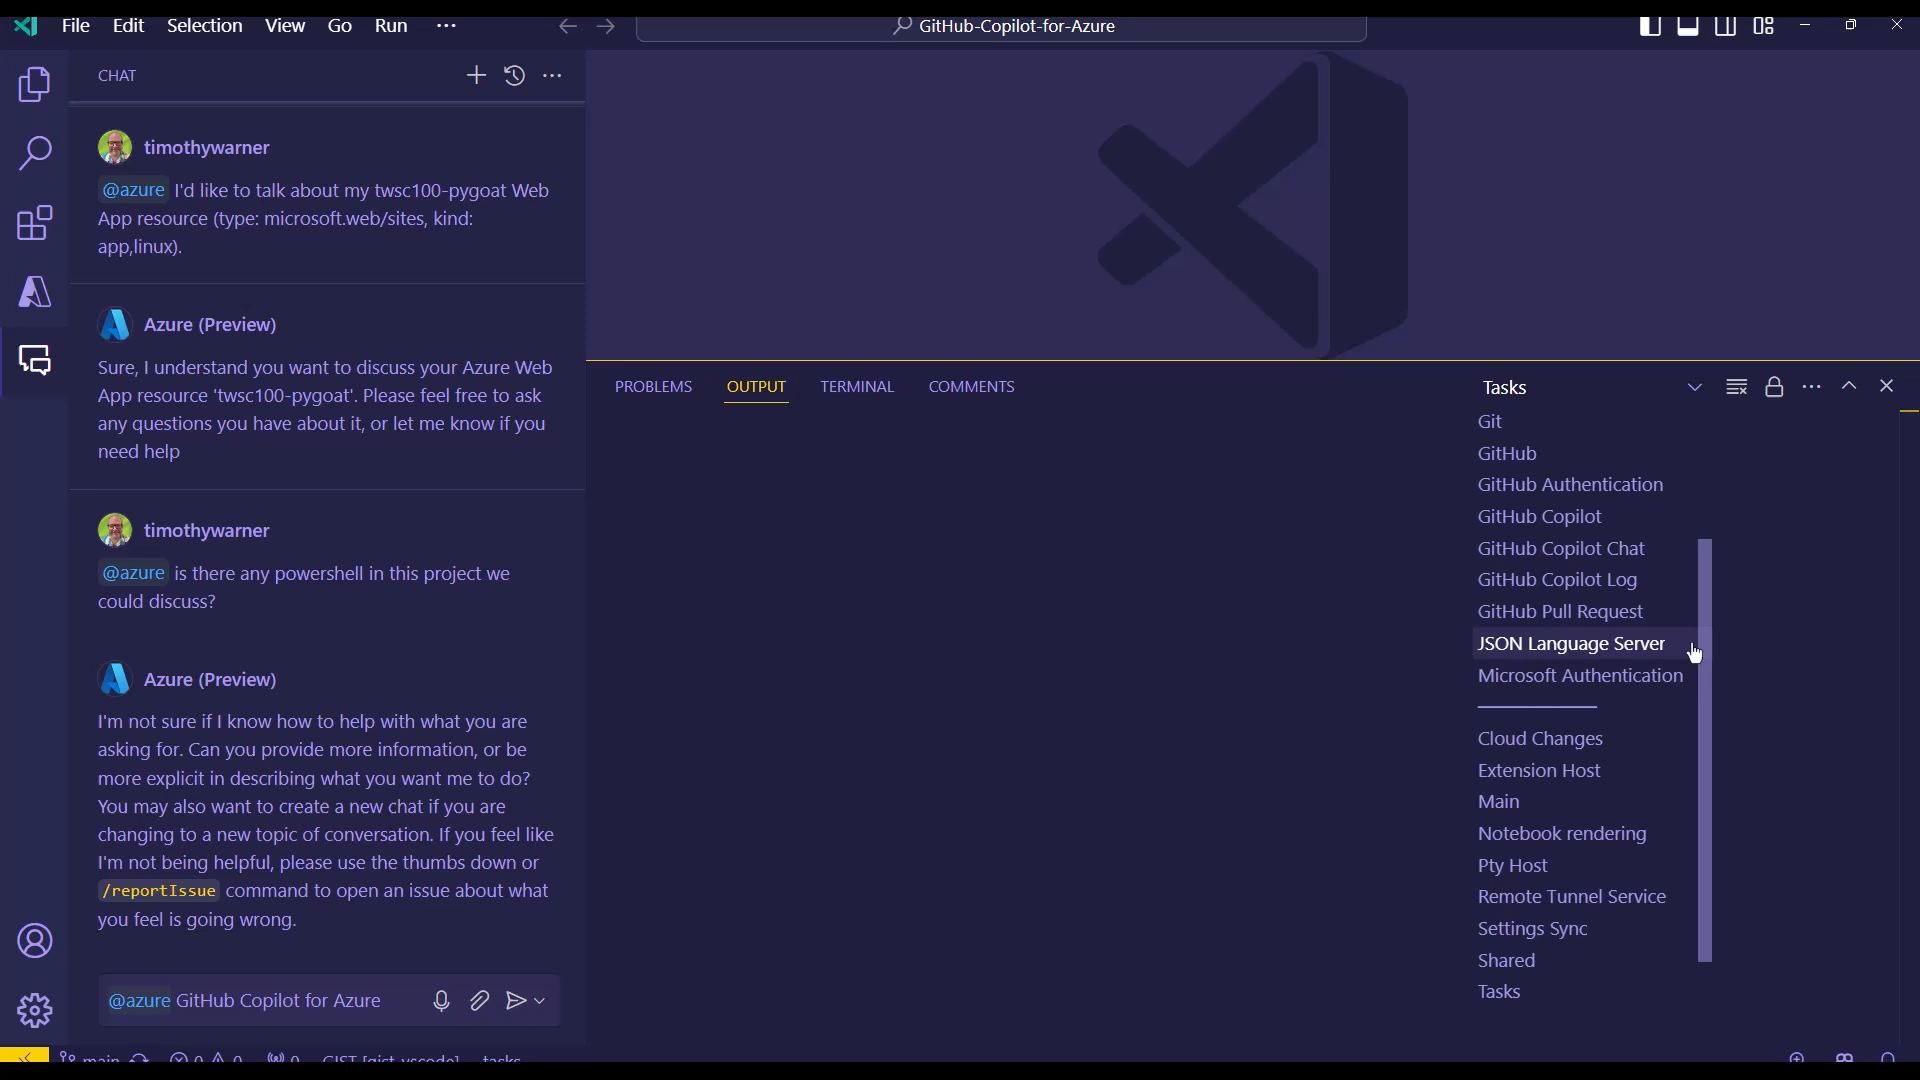 File Edit Selection View Go Run ···
GitHub-Copilot-for-Azure
CHAT
timothywarner
@azure I'd like to talk about my twsc100-pygoat Web
App resource (type: microsoft.web/sites, kind:
app,linux).
Azure (Preview)
Sure, I understand you want to discuss your Azure Web
App resource 'twsc100-pygoat'. Please feel free to ask
any questions you have about it, or let me know if you
need help
timothywarner
@azure is there any powershell in this project we
could discuss?
Azure (Preview)
I'm not sure if I know how to help with what you are
asking for. Can you provide more information, or be
more explicit in describing what you want me to do?
You may also want to create a new chat if you are
changing to a new topic of conversation. If you feel like
I'm not being helpful, please use the thumbs down or
/reportIssue command to open an issue about what
you feel is going wrong.
@azure GitHub Copilot for Azure
PROBLEMS OUTPUT TERMINAL COMMENTS
Tasks
Git
GitHub
GitHub Authentication
GitHub Copilot
GitHub Copilot Chat
GitHub Copilot Log
GitHub Pull Request
JSON Language Server
Microsoft Authentication
Cloud Changes
Extension Host
Main
Notebook rendering
Pty Host
Remote Tunnel Service
Settings Sync
Shared
Tasks
main 0 0 0 GIST [gist-vscode] tasks